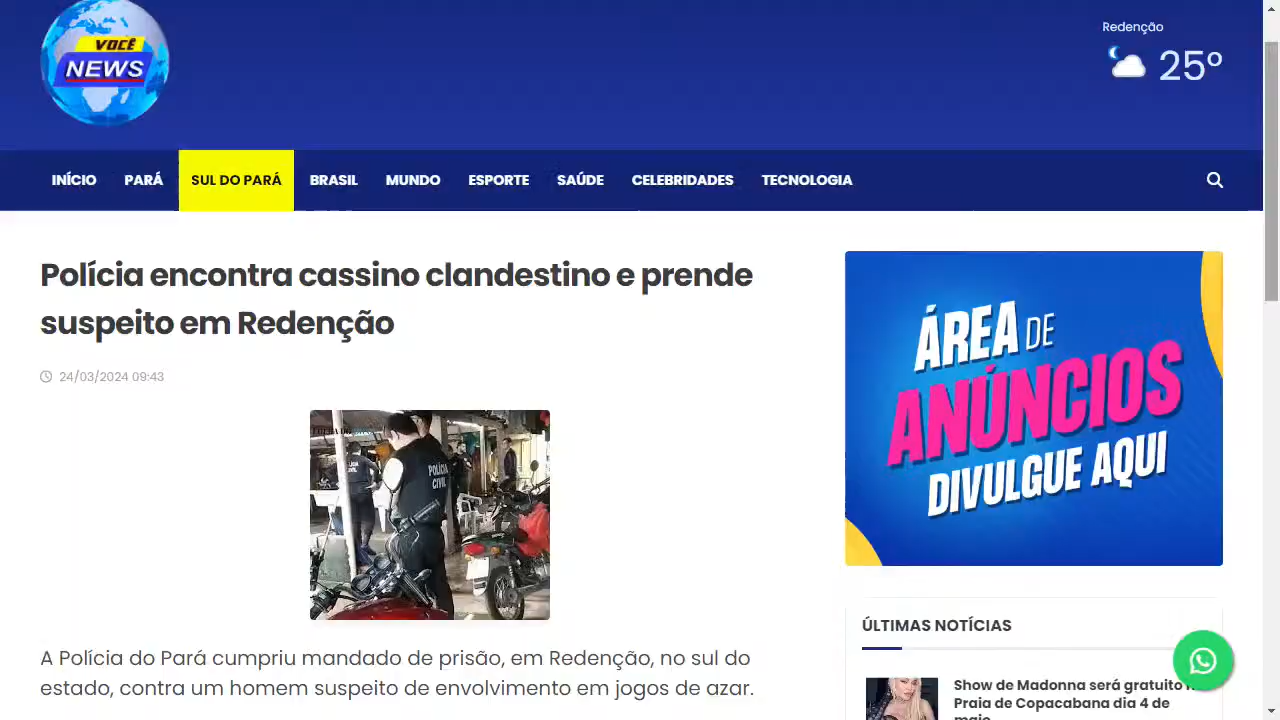 Redenção
VOCÊ
NEWS
25º
INÍCIO PARÁ SUL DO PARÁ BRASIL MUNDO ESPORTE SAÚDE CELEBRIDADES TECNOLOGIA
Polícia encontra cassino clandestino e prende
suspeito em Redenção
24/03/2024 09:43
POLÍCIA
CIVIL
A Polícia do Pará cumpriu mandado de prisão, em Redenção, no sul do
estado, contra um homem suspeito de envolvimento em jogos de azar.
ÁREA DE
ANÚNCIOS
DIVULGUE AQUI
ÚLTIMAS NOTÍCIAS
Show de Madonna será gratuito
Praia de Copacabana dia 4 de
maio